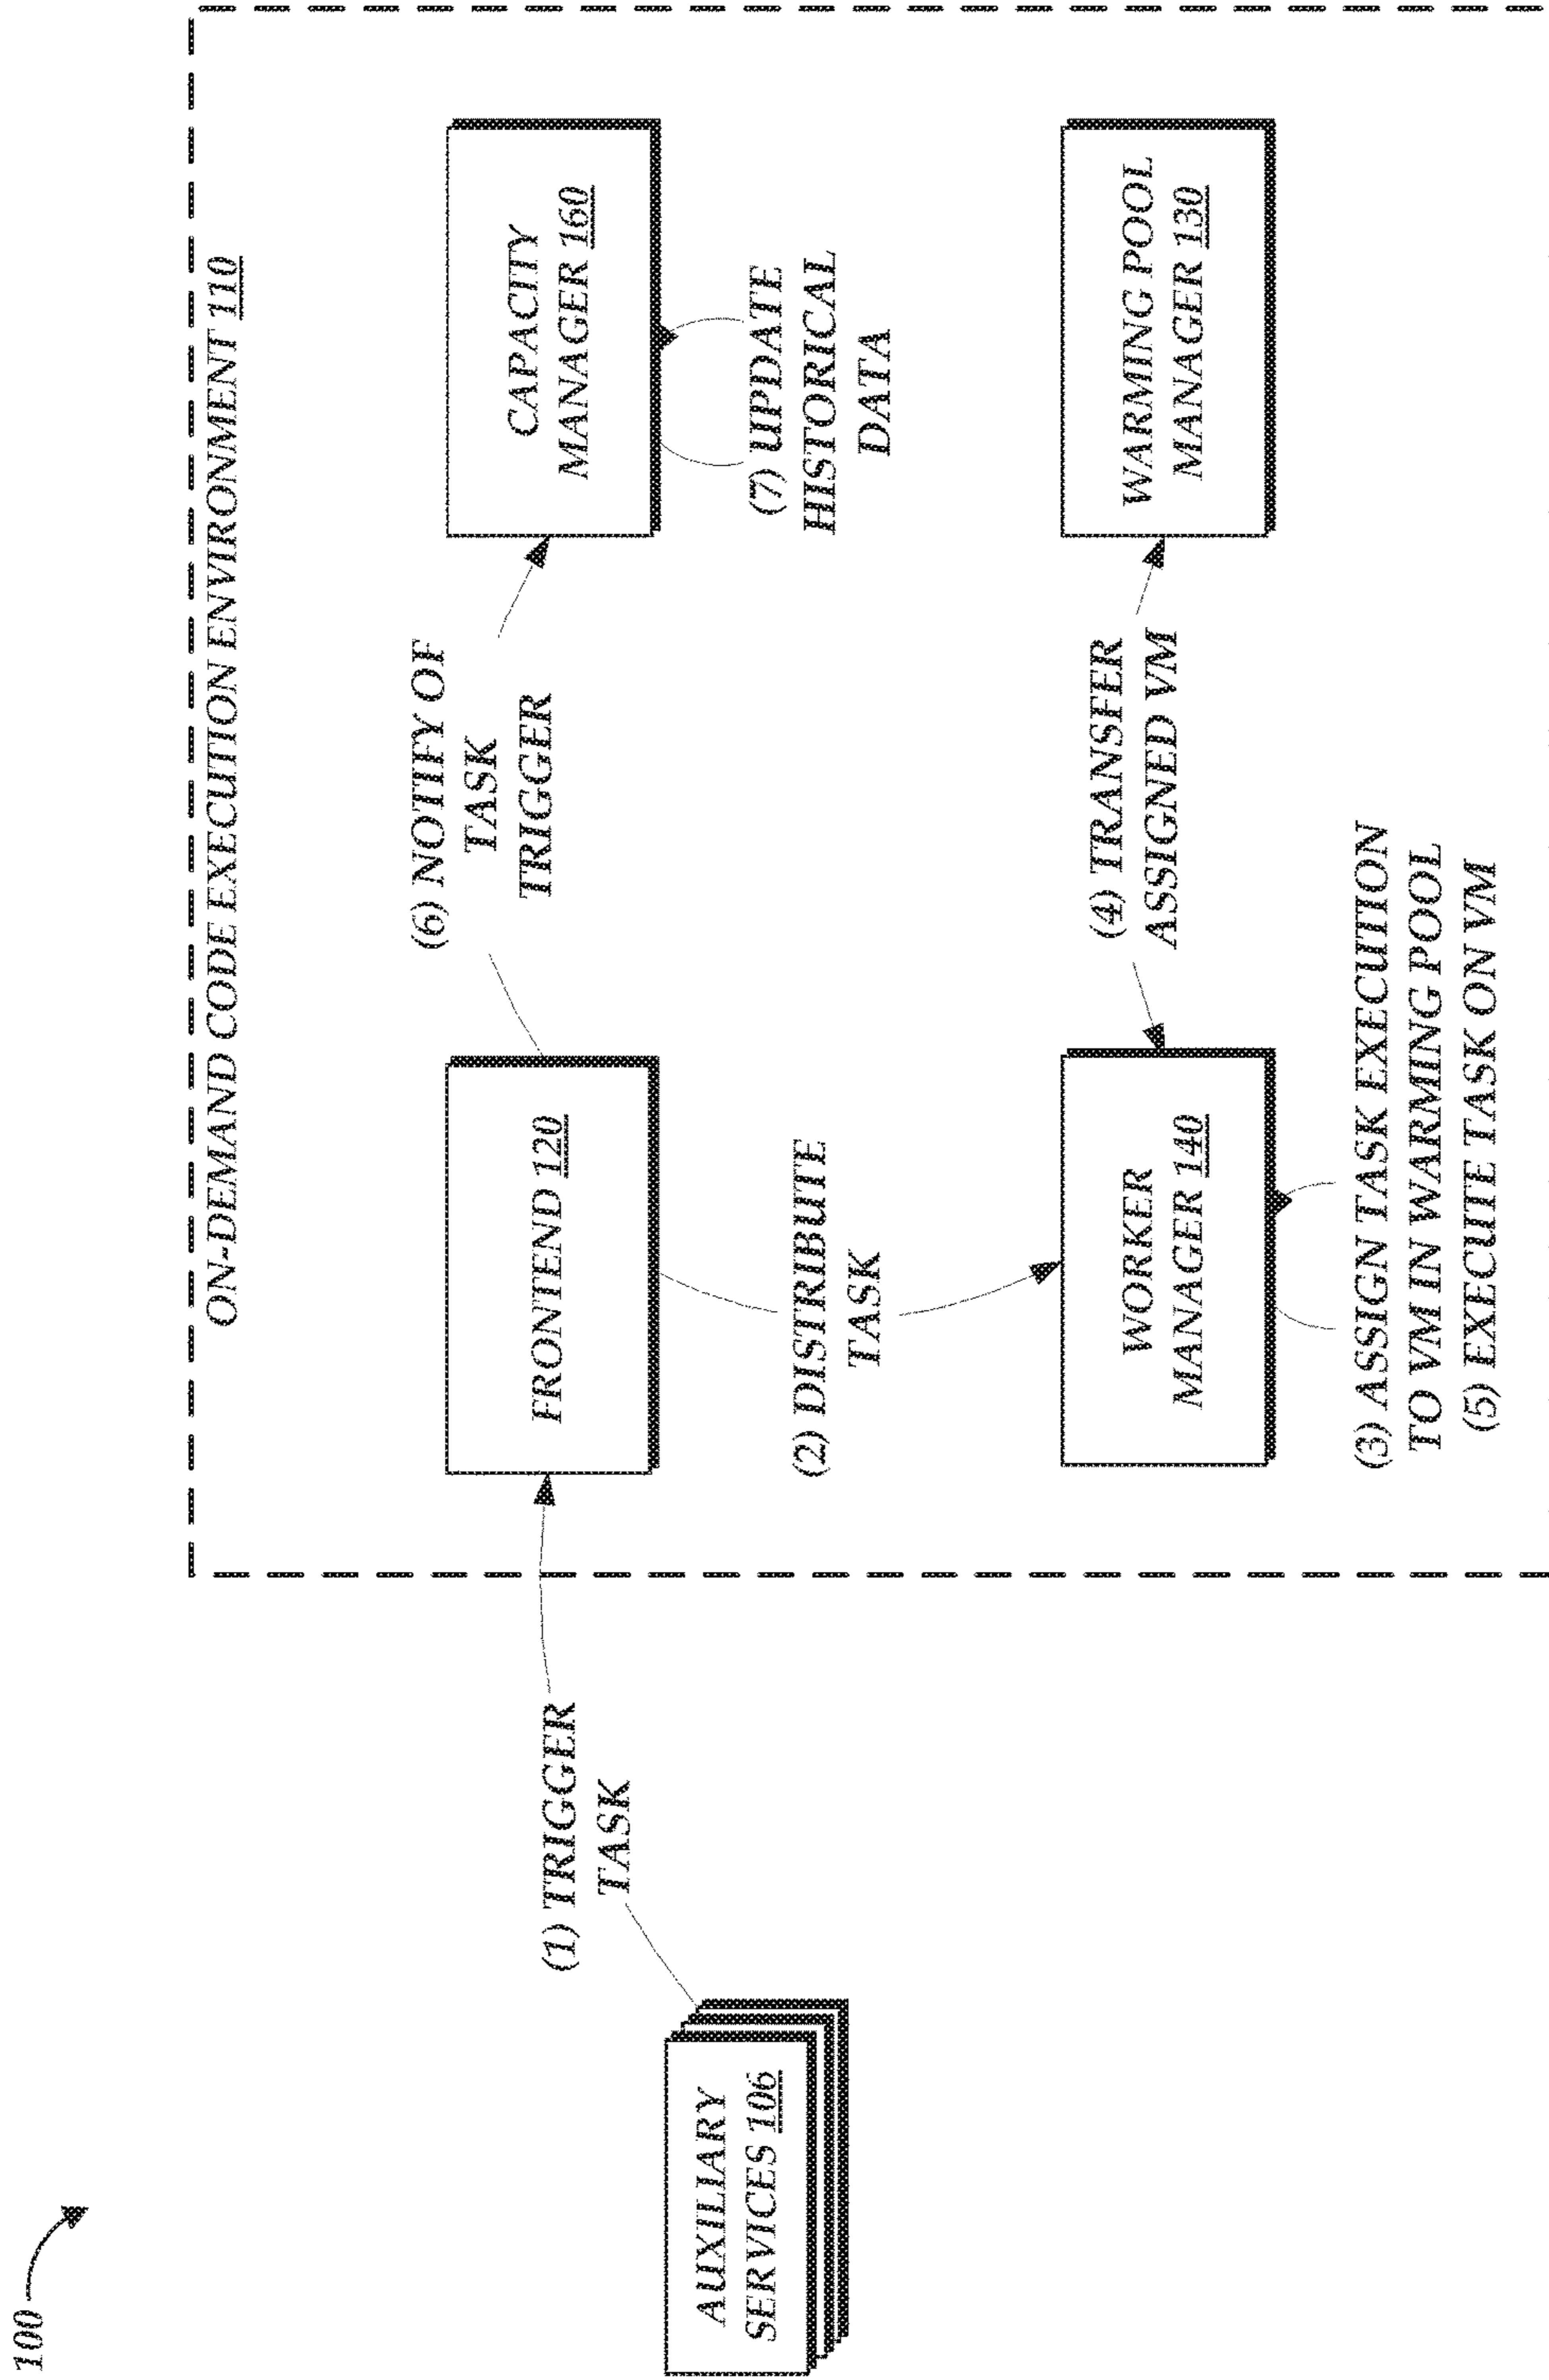 100
ON-DEMAND CODE EXECUTION ENVIRONMENT 110
AUXILIARY
SERVICES 106
(1) TRIGGER
TASK
FRONTEND 120
(6) NOTIFY OF
TASK
TRIGGER
CAPACITY
MANAGER 160
(7) UPDATE
HISTORICAL
DATA
(2) DISTRIBUTE
TASK
WORKER
MANAGER 140
(4) TRANSFER
ASSIGNED VM
WARMING POOL
MANAGER 130
(3) ASSIGN TASK EXECUTION
TO VM IN WARMING POOL
(5) EXECUTE TASK ON VM